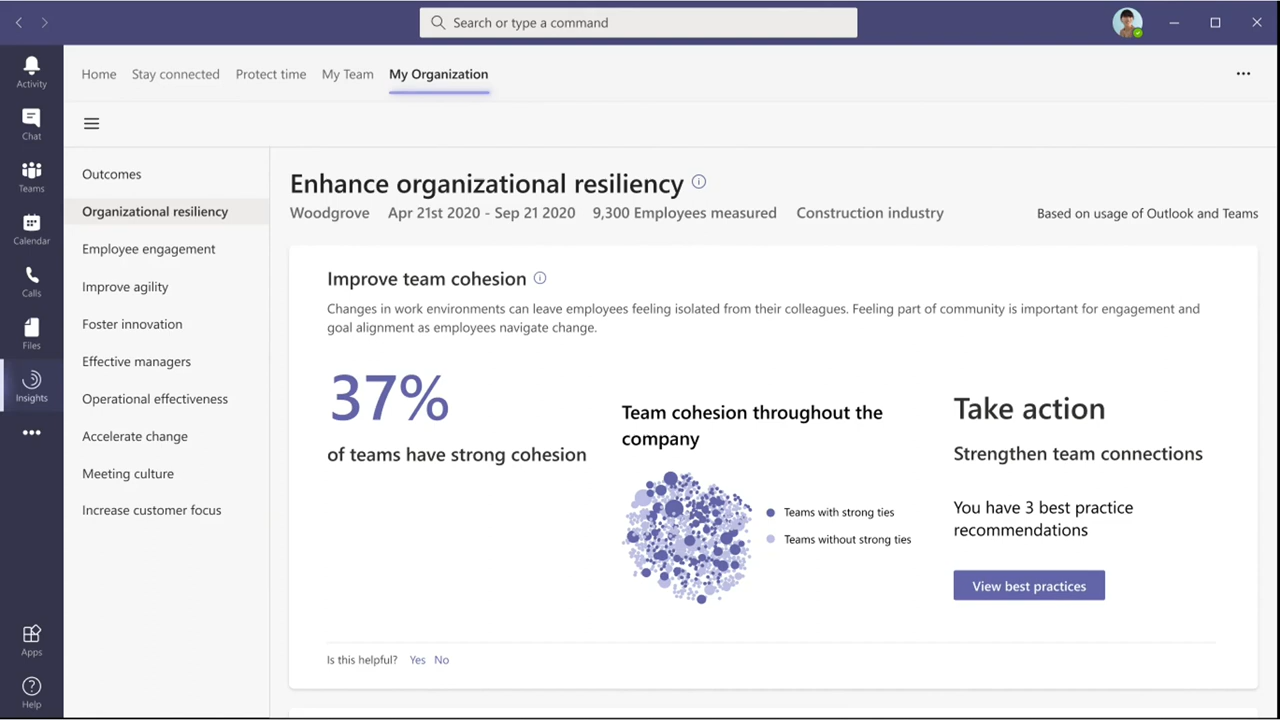 Search or type a command
Activity
Chat
Teams
Calendar
Calls
Files
Insights
Apps
Help
Home Stay connected Protect time My Team My Organization
Outcomes
Organizational resiliency
Employee engagement
Improve agility
Foster innovation
Effective managers
Operational effectiveness
Accelerate change
Meeting culture
Increase customer focus
Enhance organizational resiliency
Woodgrove Apr 21st 2020 - Sep 21 2020 9,300 Employees measured Construction industry Based on usage of Outlook and Teams
Improve team cohesion
Changes in work environments can leave employees feeling isolated from their colleagues. Feeling part of community is important for engagement and
goal alignment as employees navigate change.
37%
of teams have strong cohesion
Team cohesion throughout the
company
Teams with strong ties
Teams without strong ties
Take action
Strengthen team connections
You have 3 best practice
recommendations
View best practices
Is this helpful? Yes No